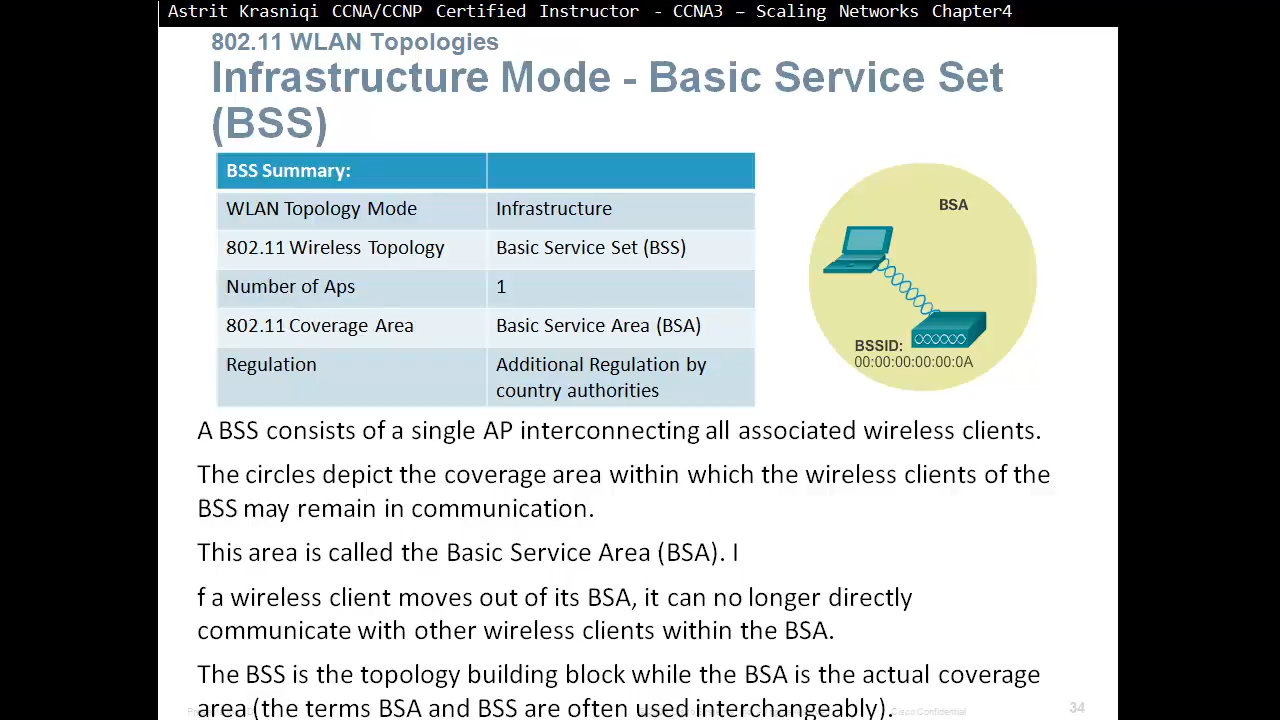 Astrit Krasniqi CCNA/CCNP Certified Instructor - CCNA3 – Scaling Networks Chapter4
802.11 WLAN Topologies
Infrastructure Mode - Basic Service Set
(BSS)
BSS Summary:
WLAN Topology Mode Infrastructure
802.11 Wireless Topology Basic Service Set (BSS)
Number of Aps 1
802.11 Coverage Area Basic Service Area (BSA)
Regulation Additional Regulation by
country authorities
BSA
BSSID:
00:00:00:00:00:0A
A BSS consists of a single AP interconnecting all associated wireless clients.
The circles depict the coverage area within which the wireless clients of the
BSS may remain in communication.
This area is called the Basic Service Area (BSA). I
f a wireless client moves out of its BSA, it can no longer directly
communicate with other wireless clients within the BSA.
The BSS is the topology building block while the BSA is the actual coverage
area (the terms BSA and BSS are often used interchangeably).
Cisco Confidential
34